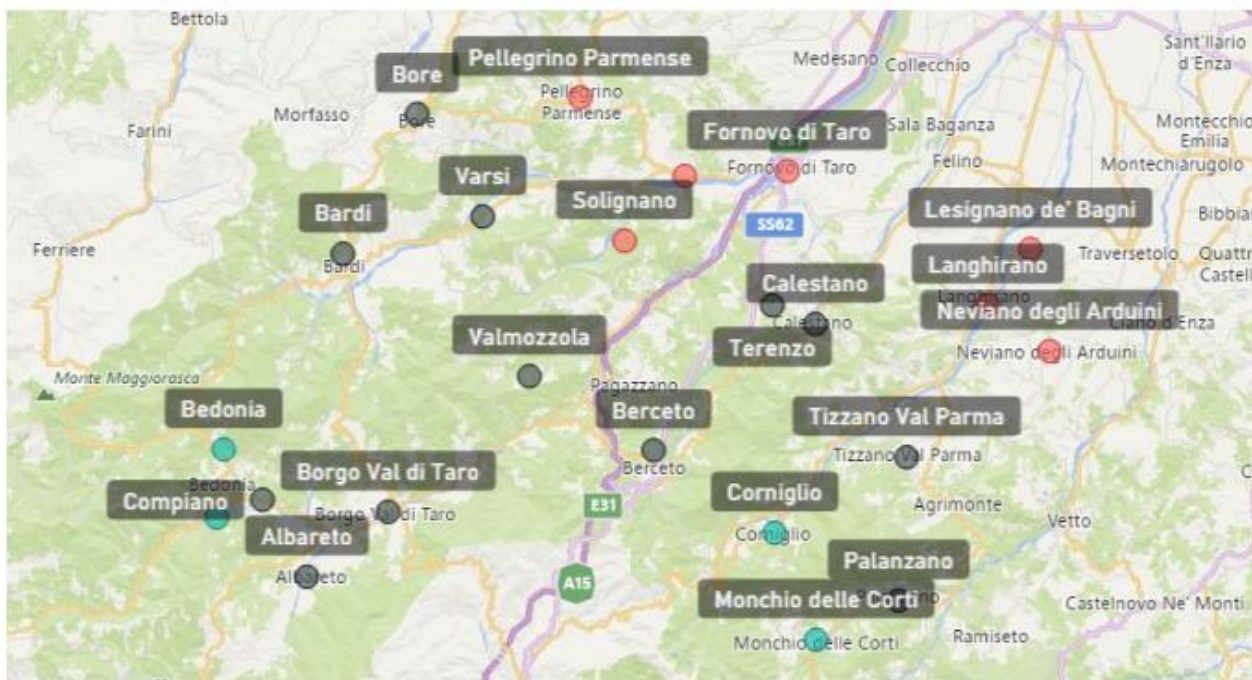 Bettola
Sant'Ilario
d'Enza
Pellegrino Parmense
Medesano
Collecchio
Bore
Pellegrino
Parmense
Morfasso
Bore
Farini
Fornovo di Taro
Sala Baganza
Montecchio
Emilia
Montechiarugolo
Felino
Fornovo di Taro
Varsi
Solignano
Bardi
Lesignano de' Bagni
SS62
Ferriere
Bardi
Traversetolo
Langhirano
Calestano
Langhirano
Neviano degli Arduini
Calestano
Ciano d'Enza
Terenzo
Valmozzola
Neviano degli Arduini
Monte Maggiorasca
Pagazzano
Bedonia
Berceto
Tizzano Val Parma
Tizzano Val Parma
Berceto
Borgo Val di Taro
Bedonia
Corniglio
Compiano
E31
Agrimonte
Borgo Val di Taro
Vetto
Albareto
Corniglio
Palanzano
Albareto
A15
Monchio delle Corti
Castelnovo Ne' Monti
Ramiseto
Monchio delle Corti